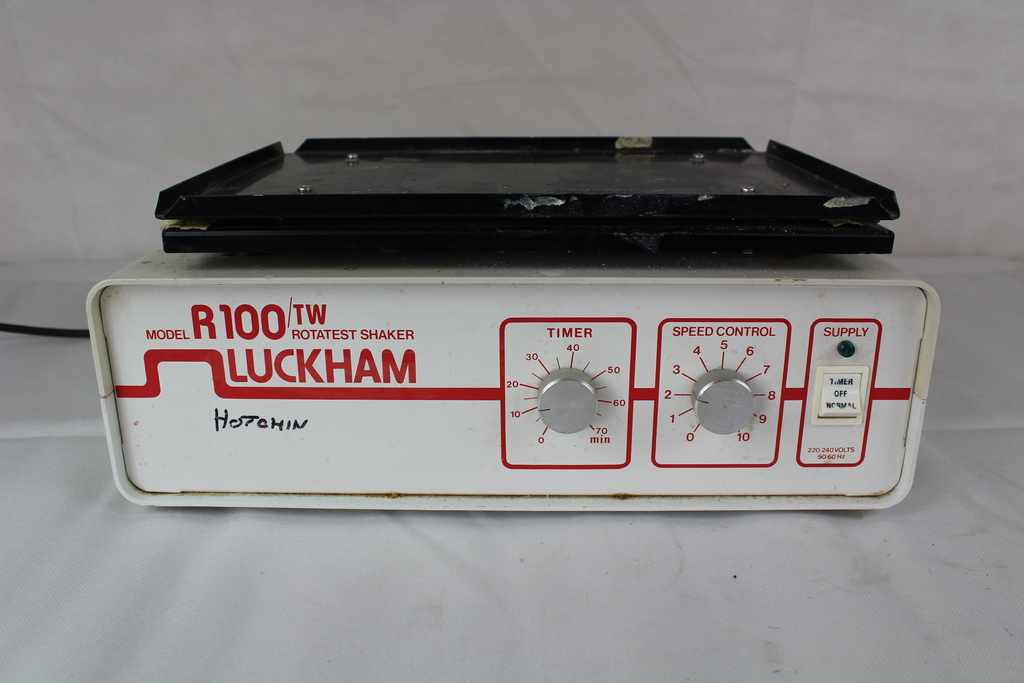 MODEL R100/TW
ROTATEST SHAKER
LUCKHAM
HOTCHIN
TIMER
0
10
20
30
40
50
60
70
min
SPEED CONTROL
0
1
2
3
4
5
6
7
8
9
10
SUPPLY
TIMER
OFF
NORMAL
220 240 VOLTS
50 60 Hz